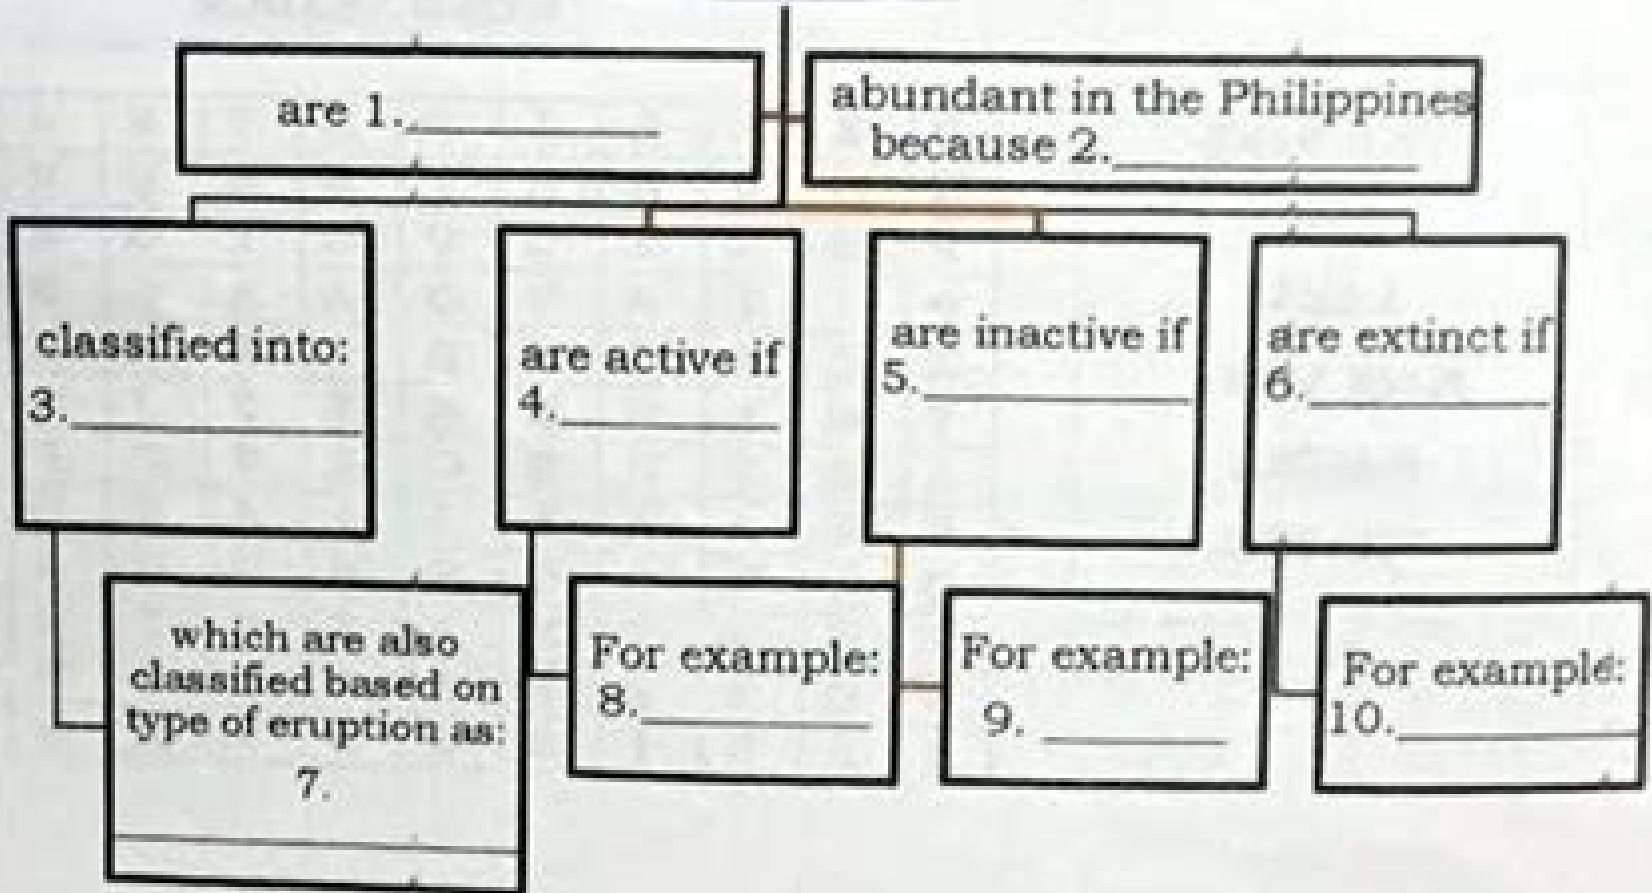 are 1.__________
abundant in the Philippines
because 2.__________
classified into:
3.__________
are active if
4.__________
are inactive if
5.__________
are extinct if
6.__________
which are also
classified based on
type of eruption as:
7.
__________
For example:
8.__________
For example:
9. __________
For example:
10.__________